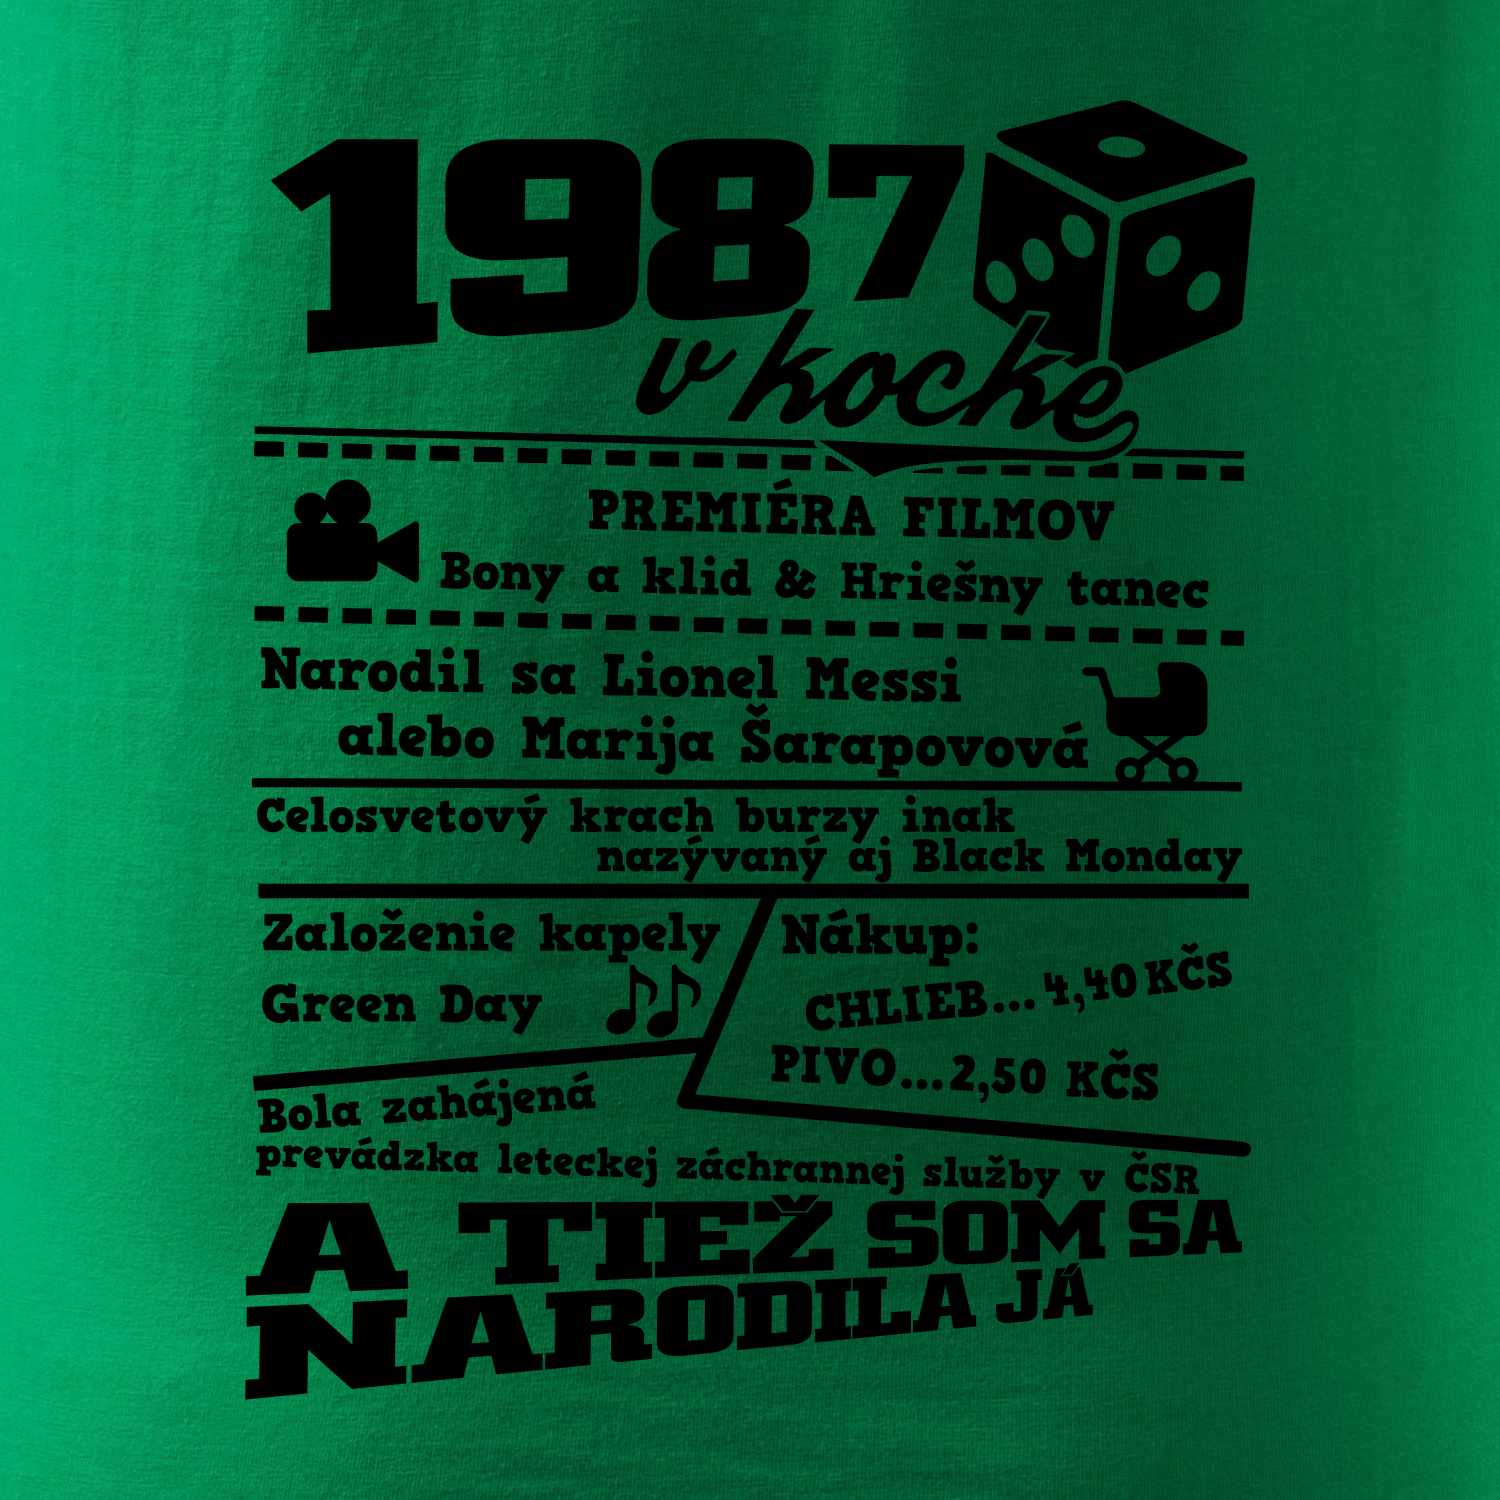 1987
v kocke
PREMIÉRA FILMOV
Bony a klid & Hriešny tanec
Narodil sa Lionel Messi
alebo Marija Šarapovová
Celosvetový krach burzy inak
nazývaný aj Black Monday
Založenie kapely
Green Day
Nákup:
CHLIEB...4,40 KČS
PIVO...2,50 KČS
Bola zahájená
prevádzka leteckej záchrannej služby v ČSR
A TIEŽ SOM SA
NARODILA JÁ